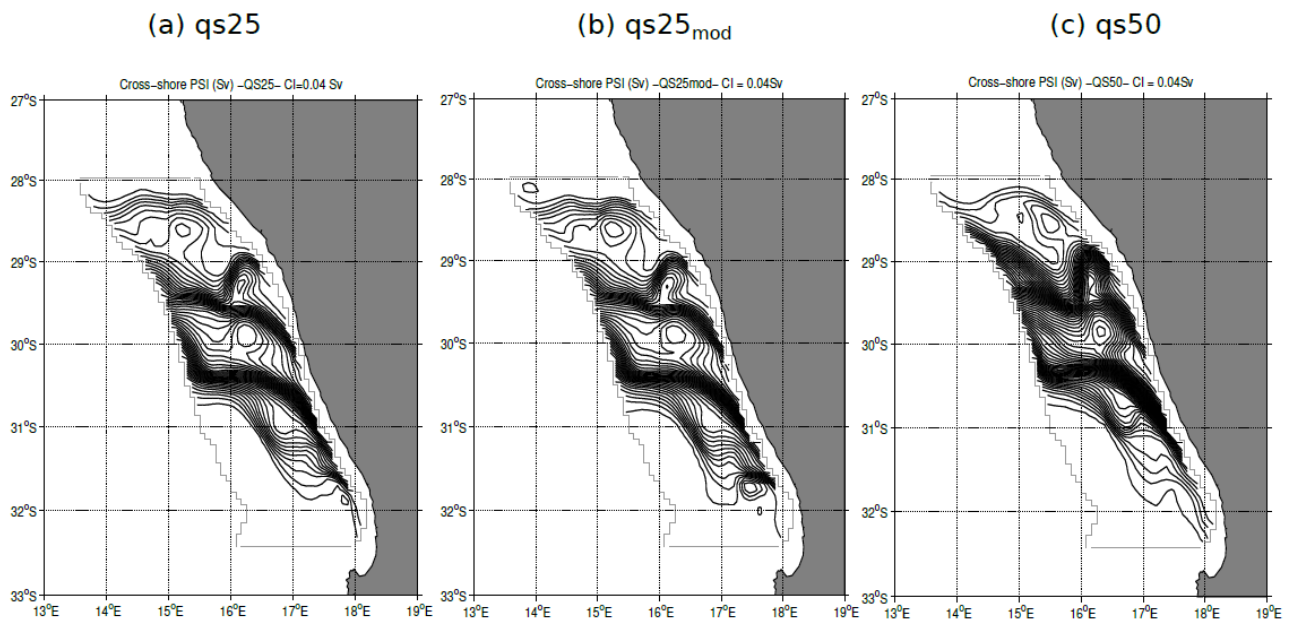 (a) qs25
(b) qs25mod
(c) qs50
Cross-shore PSI (Sv) -QS25- CI=0.04 Sv
Cross-shore PSI (Sv) -QS25mod- CI = 0.04Sv
Cross-shore PSI (Sv) -QS50- CI = 0.04Sv
27°S
28°S
29°S
30°S
31°S
32°S
33°S
13°E 14°E 15°E 16°E 17°E 18°E 19°E
27°S
28°S
29°S
30°S
31°S
32°S
33°S
13°E 14°E 15°E 16°E 17°E 18°E 19°E
27°S
28°S
29°S
30°S
31°S
32°S
33°S
13°E 14°E 15°E 16°E 17°E 18°E 19°E